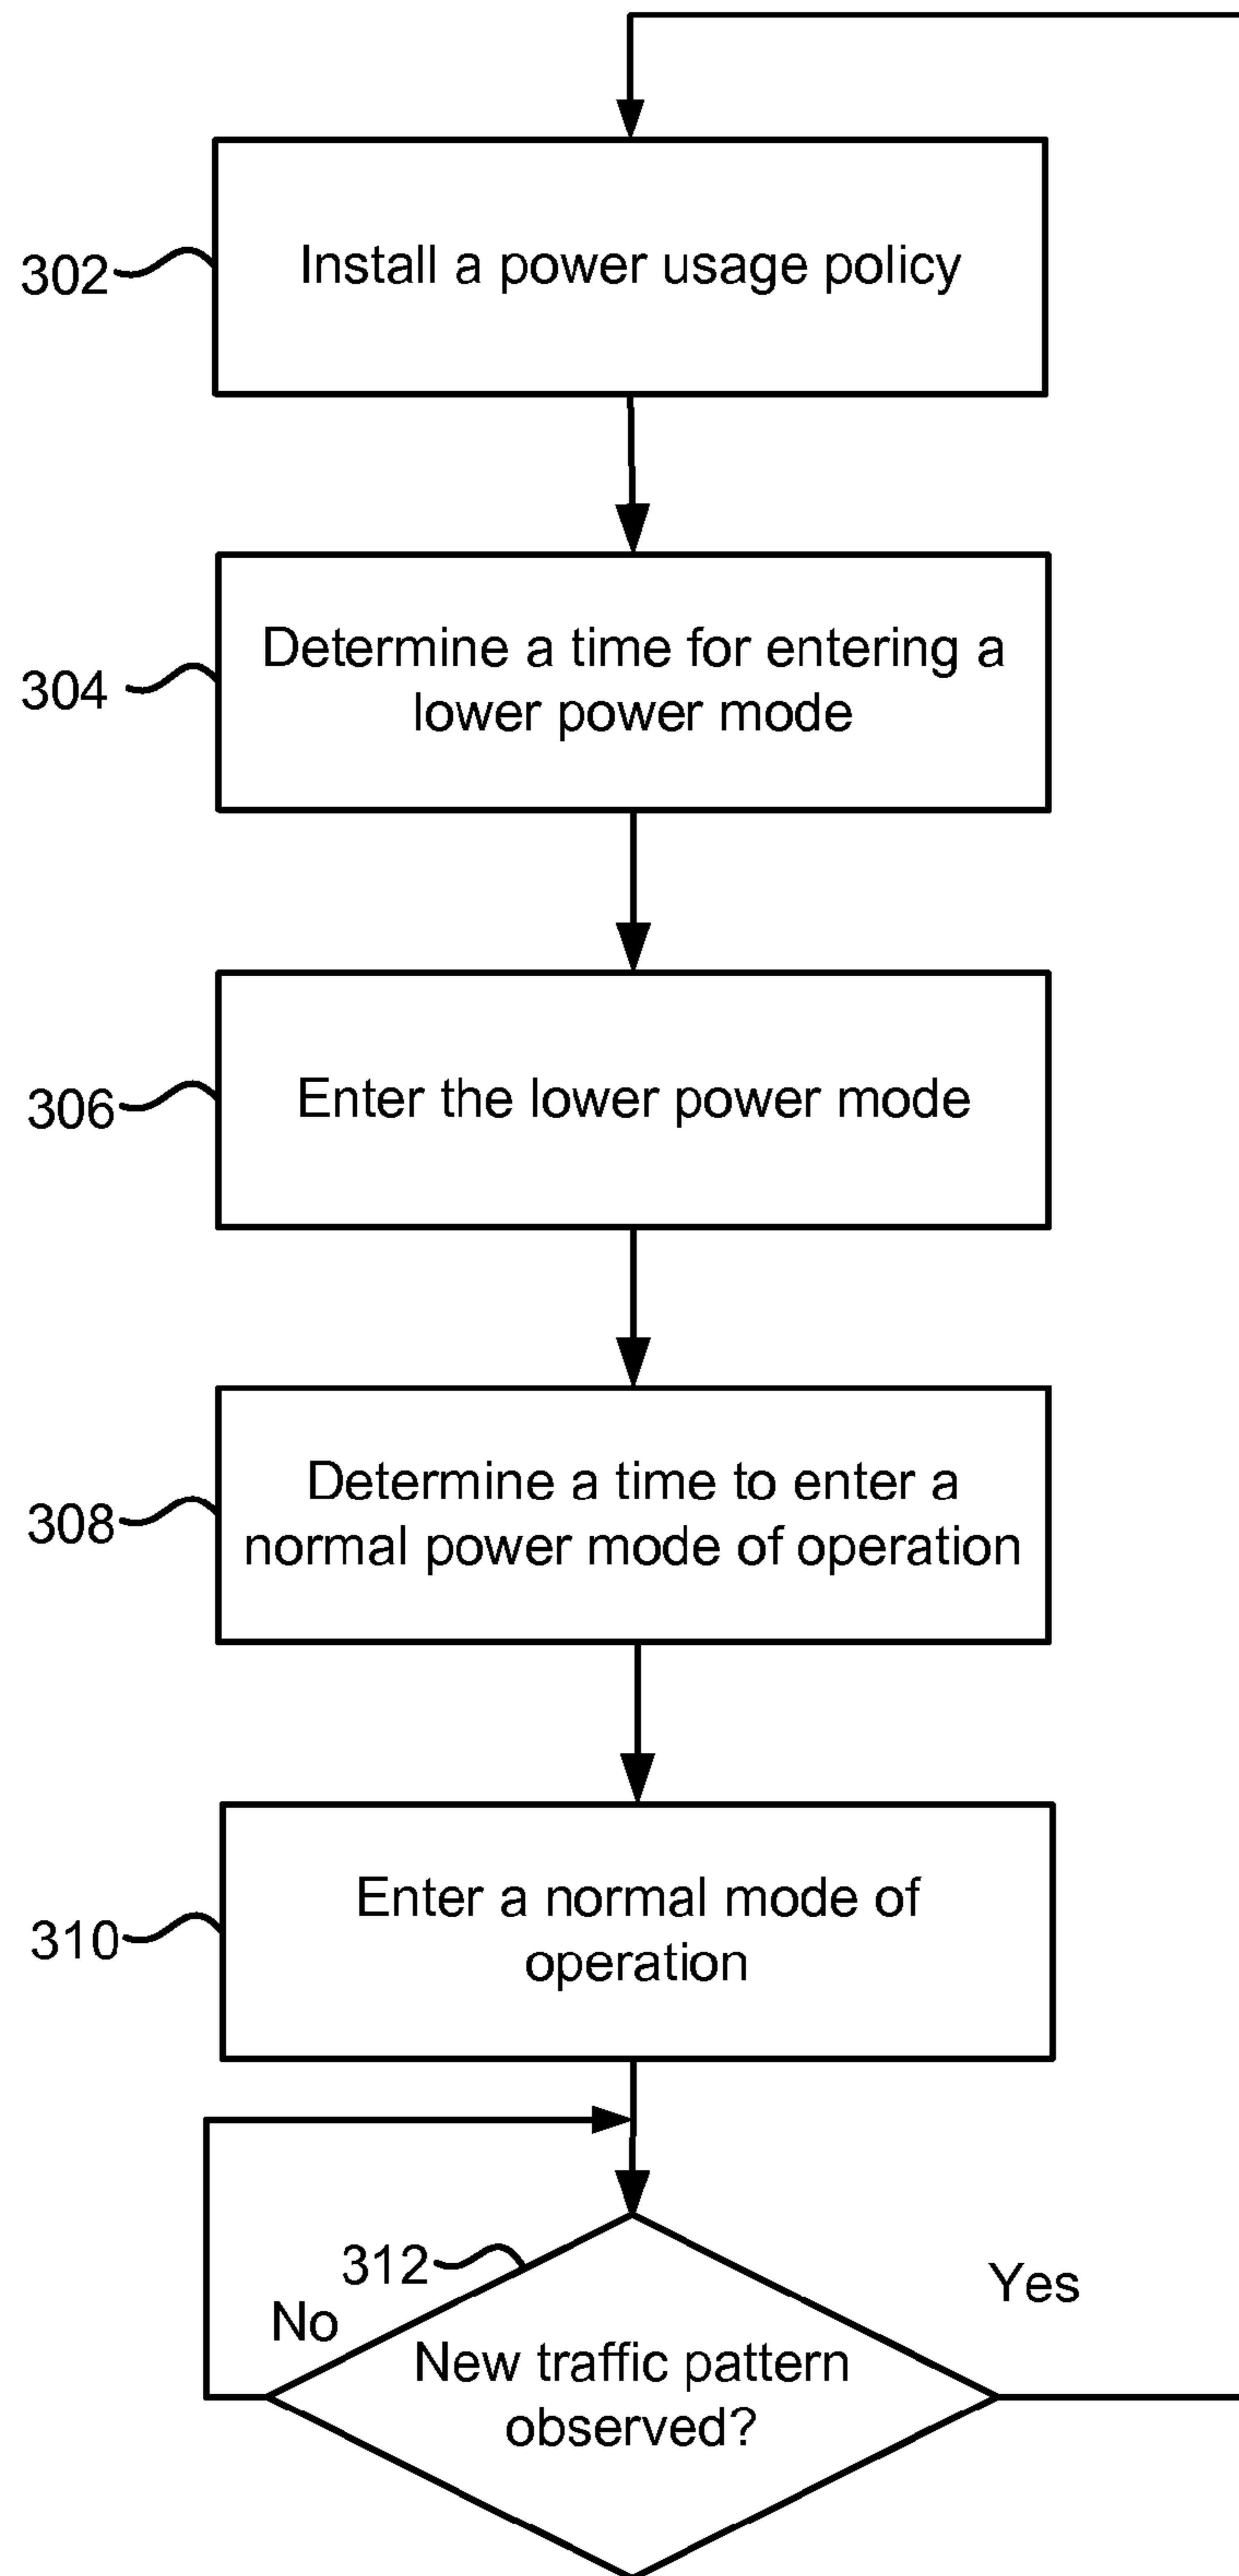 302
Install a power usage policy
304
Determine a time for entering a
lower power mode
306
Enter the lower power mode
308
Determine a time to enter a
normal power mode of operation
310
Enter a normal mode of
operation
312
No
Yes
New traffic pattern
observed?